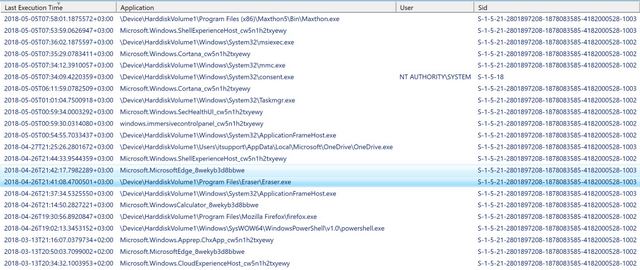 Last Execution Time Application User Sid
2018-05-05T07:58:01.1875572+03:00 \Device\HarddiskVolume1\Program Files (x86)\Maxthon5\Bin\Maxthon.exe S-1-5-21-2801897208-1878083585-4182000528-1003
2018-05-05T07:53:59.0626947+03:00 Microsoft.Windows.ShellExperienceHost_cw5n1h2txyewy S-1-5-21-2801897208-1878083585-4182000528-1003
2018-05-05T07:36:02.1875597+03:00 \Device\HarddiskVolume1\Windows\System32\msiexec.exe S-1-5-21-2801897208-1878083585-4182000528-1002
2018-05-05T07:35:29.0783411+03:00 Microsoft.Windows.Cortana_cw5n1h2txyewy S-1-5-21-2801897208-1878083585-4182000528-1002
2018-05-05T07:34:12.3910057+03:00 \Device\HarddiskVolume1\Windows\System32\mmc.exe S-1-5-21-2801897208-1878083585-4182000528-1002
2018-05-05T07:34:09.4220359+03:00 \Device\HarddiskVolume1\Windows\System32\consent.exe NT AUTHORITY\SYSTEM S-1-5-18
2018-05-05T06:11:59.0782509+03:00 Microsoft.Windows.Cortana_cw5n1h2txyewy S-1-5-21-2801897208-1878083585-4182000528-1003
2018-05-05T01:01:04.7500918+03:00 \Device\HarddiskVolume1\Windows\System32\Taskmgr.exe S-1-5-21-2801897208-1878083585-4182000528-1002
2018-05-05T00:59:34.0003292+03:00 Microsoft.Windows.SecHealthUI_cw5n1h2txyewy S-1-5-21-2801897208-1878083585-4182000528-1002
2018-05-05T00:59:30.0314080+03:00 windows.immersivecontrolpanel_cw5n1h2txyewy S-1-5-21-2801897208-1878083585-4182000528-1002
2018-05-05T00:54:55.7033437+03:00 \Device\HarddiskVolume1\Windows\System32\ApplicationFrameHost.exe S-1-5-21-2801897208-1878083585-4182000528-1002
2018-04-27T21:25:26.2801672+03:00 \Device\HarddiskVolume1\Users\itsupport\AppData\Local\Microsoft\OneDrive\OneDrive.exe S-1-5-21-2801897208-1878083585-4182000528-1003
2018-04-26T21:44:33.9544359+03:00 Microsoft.Windows.ShellExperienceHost_cw5n1h2txyewy S-1-5-21-2801897208-1878083585-4182000528-1002
2018-04-26T21:42:17.7982289+03:00 Microsoft.MicrosoftEdge_8wekyb3d8bbwe S-1-5-21-2801897208-1878083585-4182000528-1003
2018-04-26T21:41:08.4700501+03:00 \Device\HarddiskVolume1\Program Files\Eraser\Eraser.exe S-1-5-21-2801897208-1878083585-4182000528-1003
2018-04-26T21:37:34.5325550+03:00 \Device\HarddiskVolume1\Windows\System32\ApplicationFrameHost.exe S-1-5-21-2801897208-1878083585-4182000528-1003
2018-04-26T21:14:50.2827221+03:00 Microsoft.WindowsCalculator_8wekyb3d8bbwe S-1-5-21-2801897208-1878083585-4182000528-1002
2018-04-26T19:30:56.8920847+03:00 \Device\HarddiskVolume1\Program Files\Mozilla Firefox\firefox.exe S-1-5-21-2801897208-1878083585-4182000528-1002
2018-04-26T19:02:13.3453152+03:00 \Device\HarddiskVolume1\Windows\SysWOW64\WindowsPowerShell\v1.0\powershell.exe S-1-5-21-2801897208-1878083585-4182000528-1002
2018-03-13T21:16:07.0379734+02:00 Microsoft.Windows.Apprep.ChxApp_cw5n1h2txyewy S-1-5-21-2801897208-1878083585-4182000528-1002
2018-03-13T20:50:03.7099002+02:00 Microsoft.MicrosoftEdge_8wekyb3d8bbwe S-1-5-21-2801897208-1878083585-4182000528-1002
2018-03-13T20:34:32.1003953+02:00 Microsoft.Windows.CloudExperienceHost_cw5n1h2txyewy S-1-5-21-2801897208-1878083585-4182000528-1002